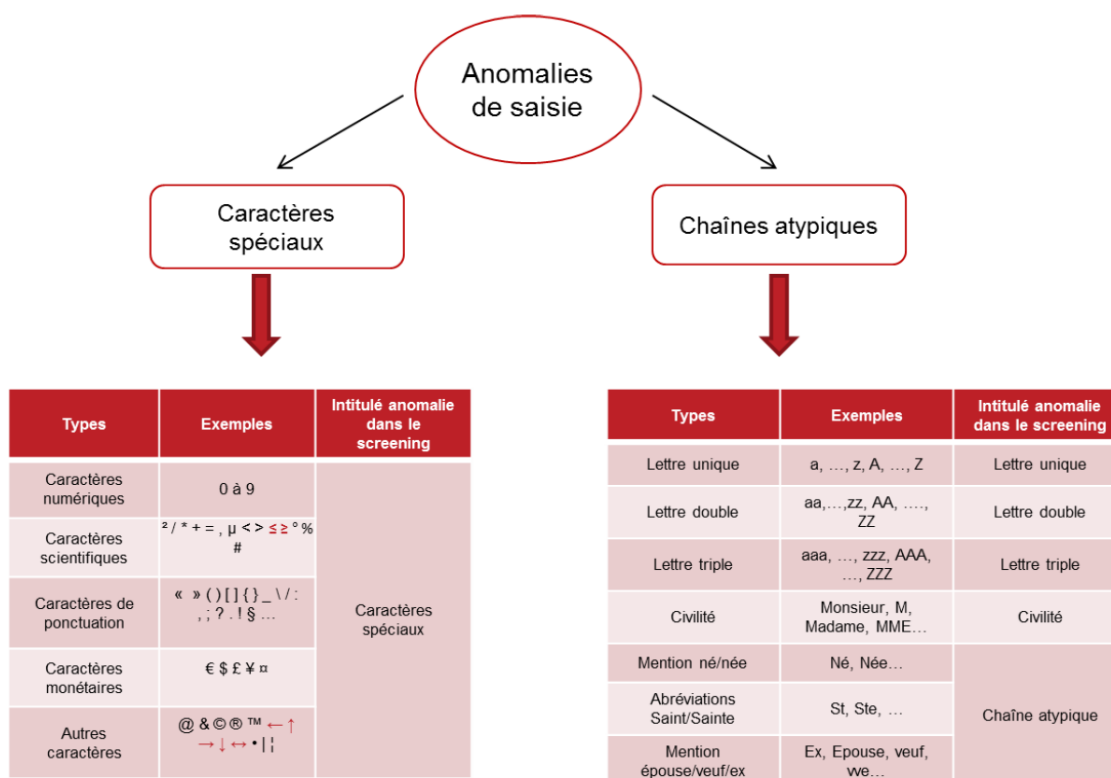 Anomalies
de saisie
Caractères
spéciaux
Chaînes atypiques
Types
Exemples
Intitulé anomalie
dans le
screening
Caractères
numériques
0 à 9
Caractères
scientifiques
² / * + = , µ < > ≤ ≥ ° %
#
Caractères de
ponctuation
« » ( ) [ ] { } _ \ / :
, ; ? . ! § …
Caractères
monétaires
€ $ £ ¥ ¤
Autres
caractères
@ & © ® ™ ← ↑
→ ↓ ↔ • | ¦
Caractères
spéciaux
Types
Exemples
Intitulé anomalie
dans le screening
Lettre unique
a, …, z, A, …, Z
Lettre unique
Lettre double
aa,…,zz, AA, ….,
ZZ
Lettre double
Lettre triple
aaa, …, zzz, AAA,
…, ZZZ
Lettre triple
Civilité
Monsieur, M,
Madame, MME…
Civilité
Mention né/née
Né, Née…
Abréviations
Saint/Sainte
St, Ste, …
Mention
épouse/veuf/ex
Ex, Epouse, veuf,
vve…
Chaîne atypique